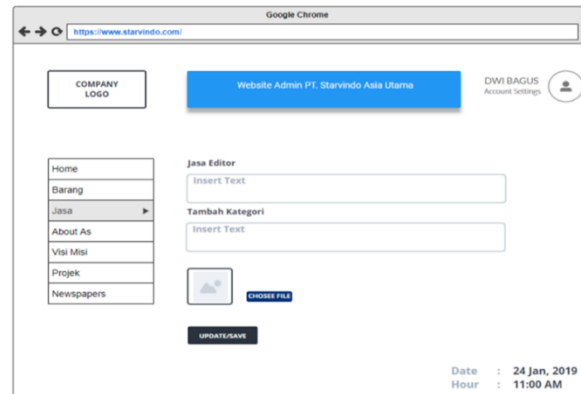 Google Chrome
https://www.starvindo.com/
COMPANY
LOGO
Website Admin PT. Starvindo Asia Utama
DWI BAGUS
Account Settings
Home
Barang
Jasa
About As
Visi Misi
Projek
Newspapers
Jasa Editor
Insert Text
Tambah Kategori
Insert Text
CHOSEE FILE
UPDATE/SAVE
Date : 24 Jan, 2019
Hour : 11:00 AM